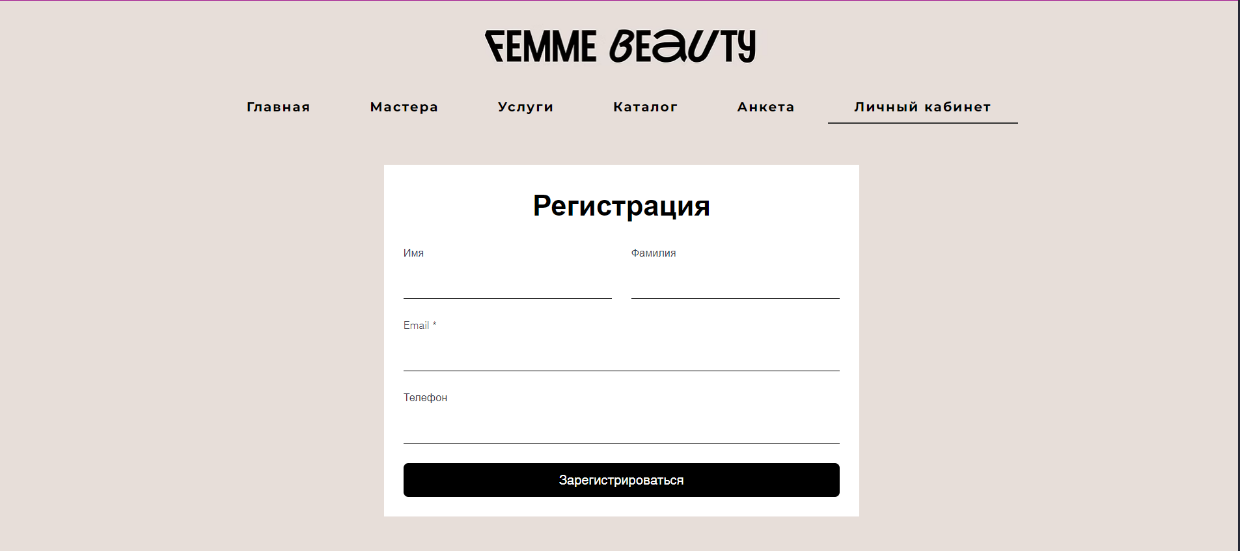 FEMME BEAUTY
Главная Мастера Услуги Каталог Анкета Личный кабинет
Регистрация
Имя Фамилия
Email *
Телефон
Зарегистрироваться